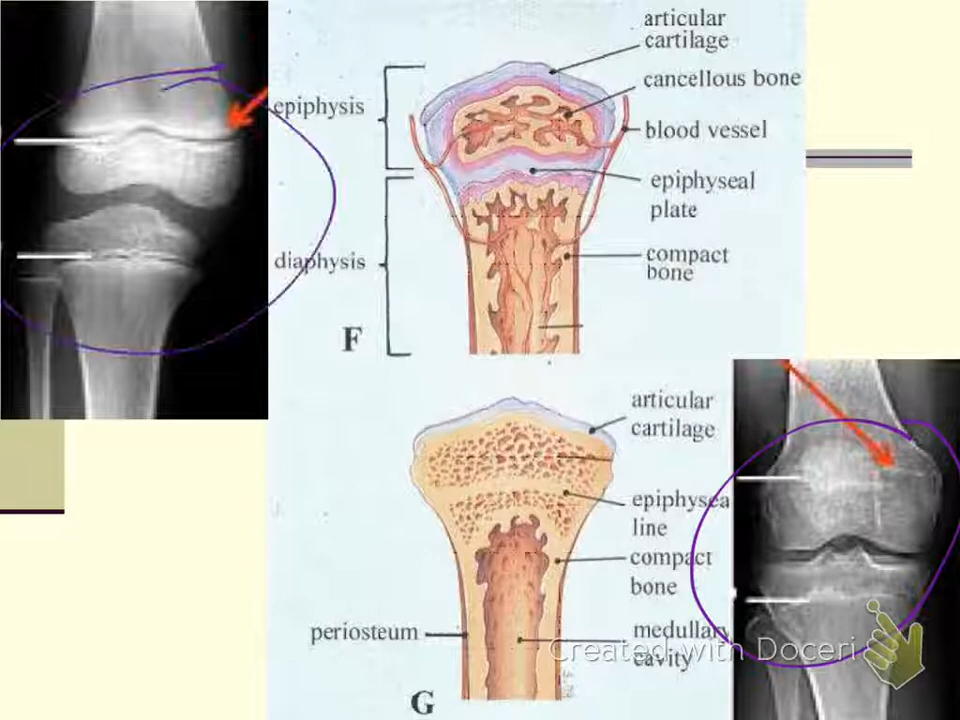 articular
cartilage
cancellous bone
epiphysis
blood vessel
epiphyseal
plate
compact
bone
diaphysis
F
articular
cartilage
epiphysea
line
compact
bone
periosteum
medullary
cavity
Created with Doceri
G